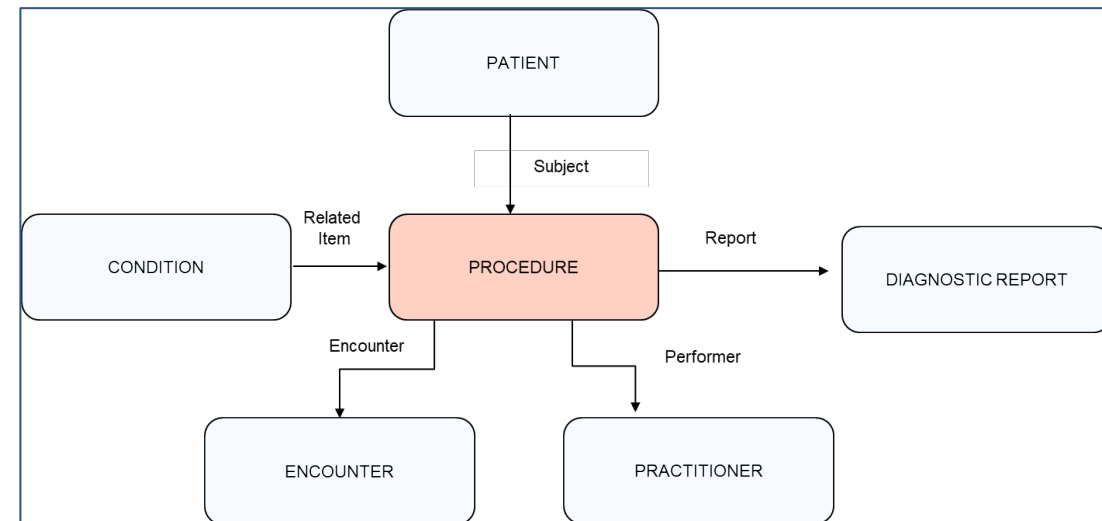 PATIENT
Subject
Related
Item
Report
CONDITION
PROCEDURE
DIAGNOSTIC REPORT
Encounter
Performer
ENCOUNTER
PRACTITIONER